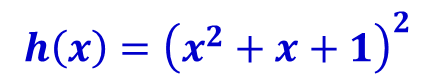 h(x) = (x² + x + 1)²